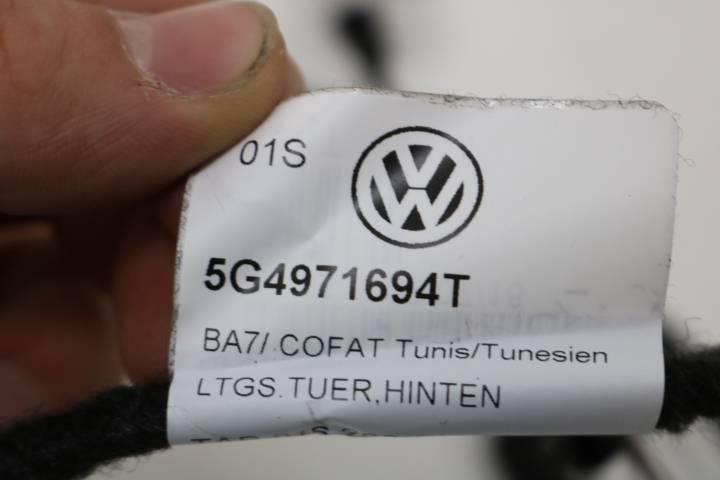 01S
5G4971694T
BA7/.COFAT Tunis/Tunesien
LTGS.TUER,HINTEN